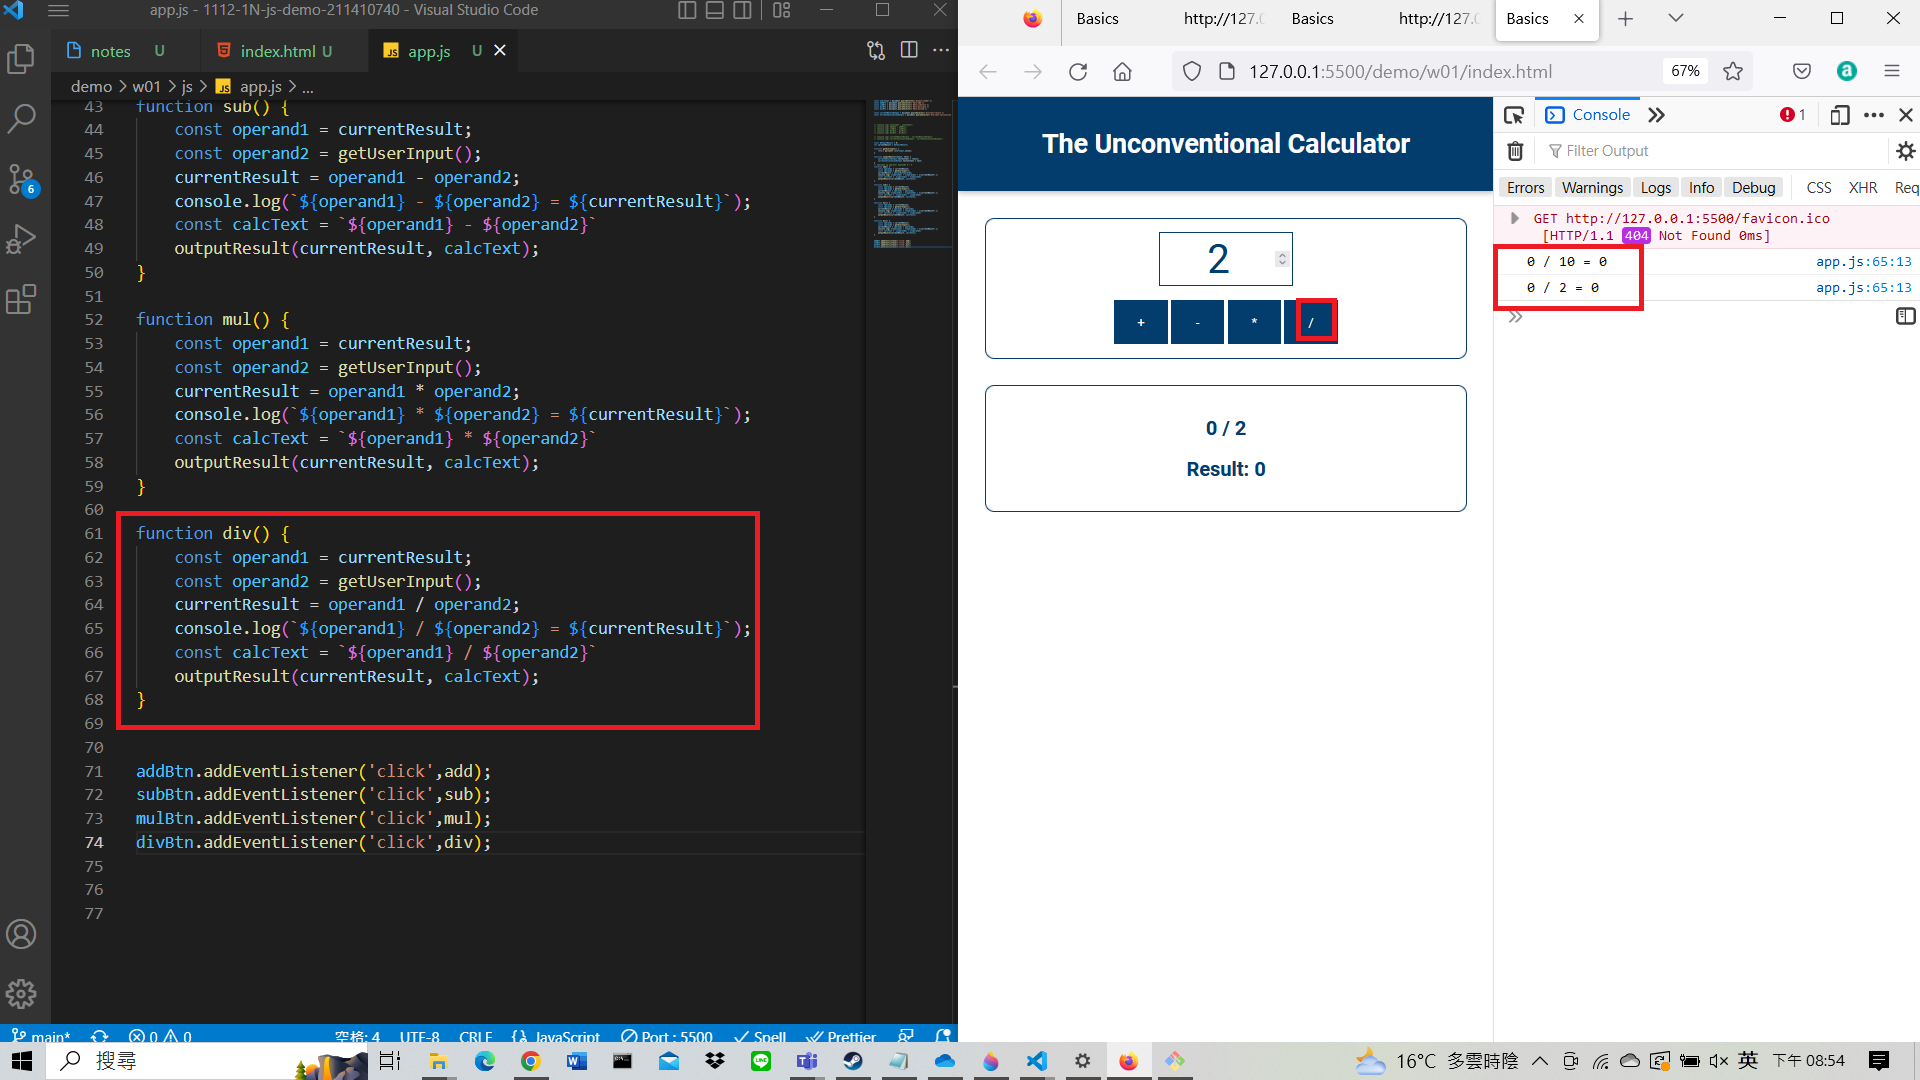 app.js - 1112-1N-js-demo-211410740 - Visual Studio Code
notes U
index.html U
JS app.js U
demo > w01 > js > JS app.js > ...
43 function sub() {
44 const operand1 = currentResult;
45 const operand2 = getUserInput();
46 currentResult = operand1 - operand2;
47 console.log(`${operand1} - ${operand2} = ${currentResult}`);
48 const calcText = `${operand1} - ${operand2}`
49 outputResult(currentResult, calcText);
50 }
51
52 function mul() {
53 const operand1 = currentResult;
54 const operand2 = getUserInput();
55 currentResult = operand1 * operand2;
56 console.log(`${operand1} * ${operand2} = ${currentResult}`);
57 const calcText = `${operand1} * ${operand2}`
58 outputResult(currentResult, calcText);
59 }
60
61 function div() {
62 const operand1 = currentResult;
63 const operand2 = getUserInput();
64 currentResult = operand1 / operand2;
65 console.log(`${operand1} / ${operand2} = ${currentResult}`);
66 const calcText = `${operand1} / ${operand2}`
67 outputResult(currentResult, calcText);
68 }
69
70
71 addBtn.addEventListener('click',add);
72 subBtn.addEventListener('click',sub);
73 mulBtn.addEventListener('click',mul);
74 divBtn.addEventListener('click',div);
75
76
77
6
main* 0 0 空格: 4 UTF-8 CRLF {} JavaScript Port : 5500 Spell Prettier
Basics http://127.0 Basics http://127.0 Basics
127.0.0.1:5500/demo/w01/index.html 67%
The Unconventional Calculator
2
+ - * /
0 / 2
Result: 0
Console 1
Filter Output
Errors Warnings Logs Info Debug CSS XHR Req
GET http://127.0.0.1:5500/favicon.ico
[HTTP/1.1 404 Not Found 0ms]
0 / 10 = 0 app.js:65:13
0 / 2 = 0 app.js:65:13
搜尋
16°C 多雲時陰 英 下午 08:54